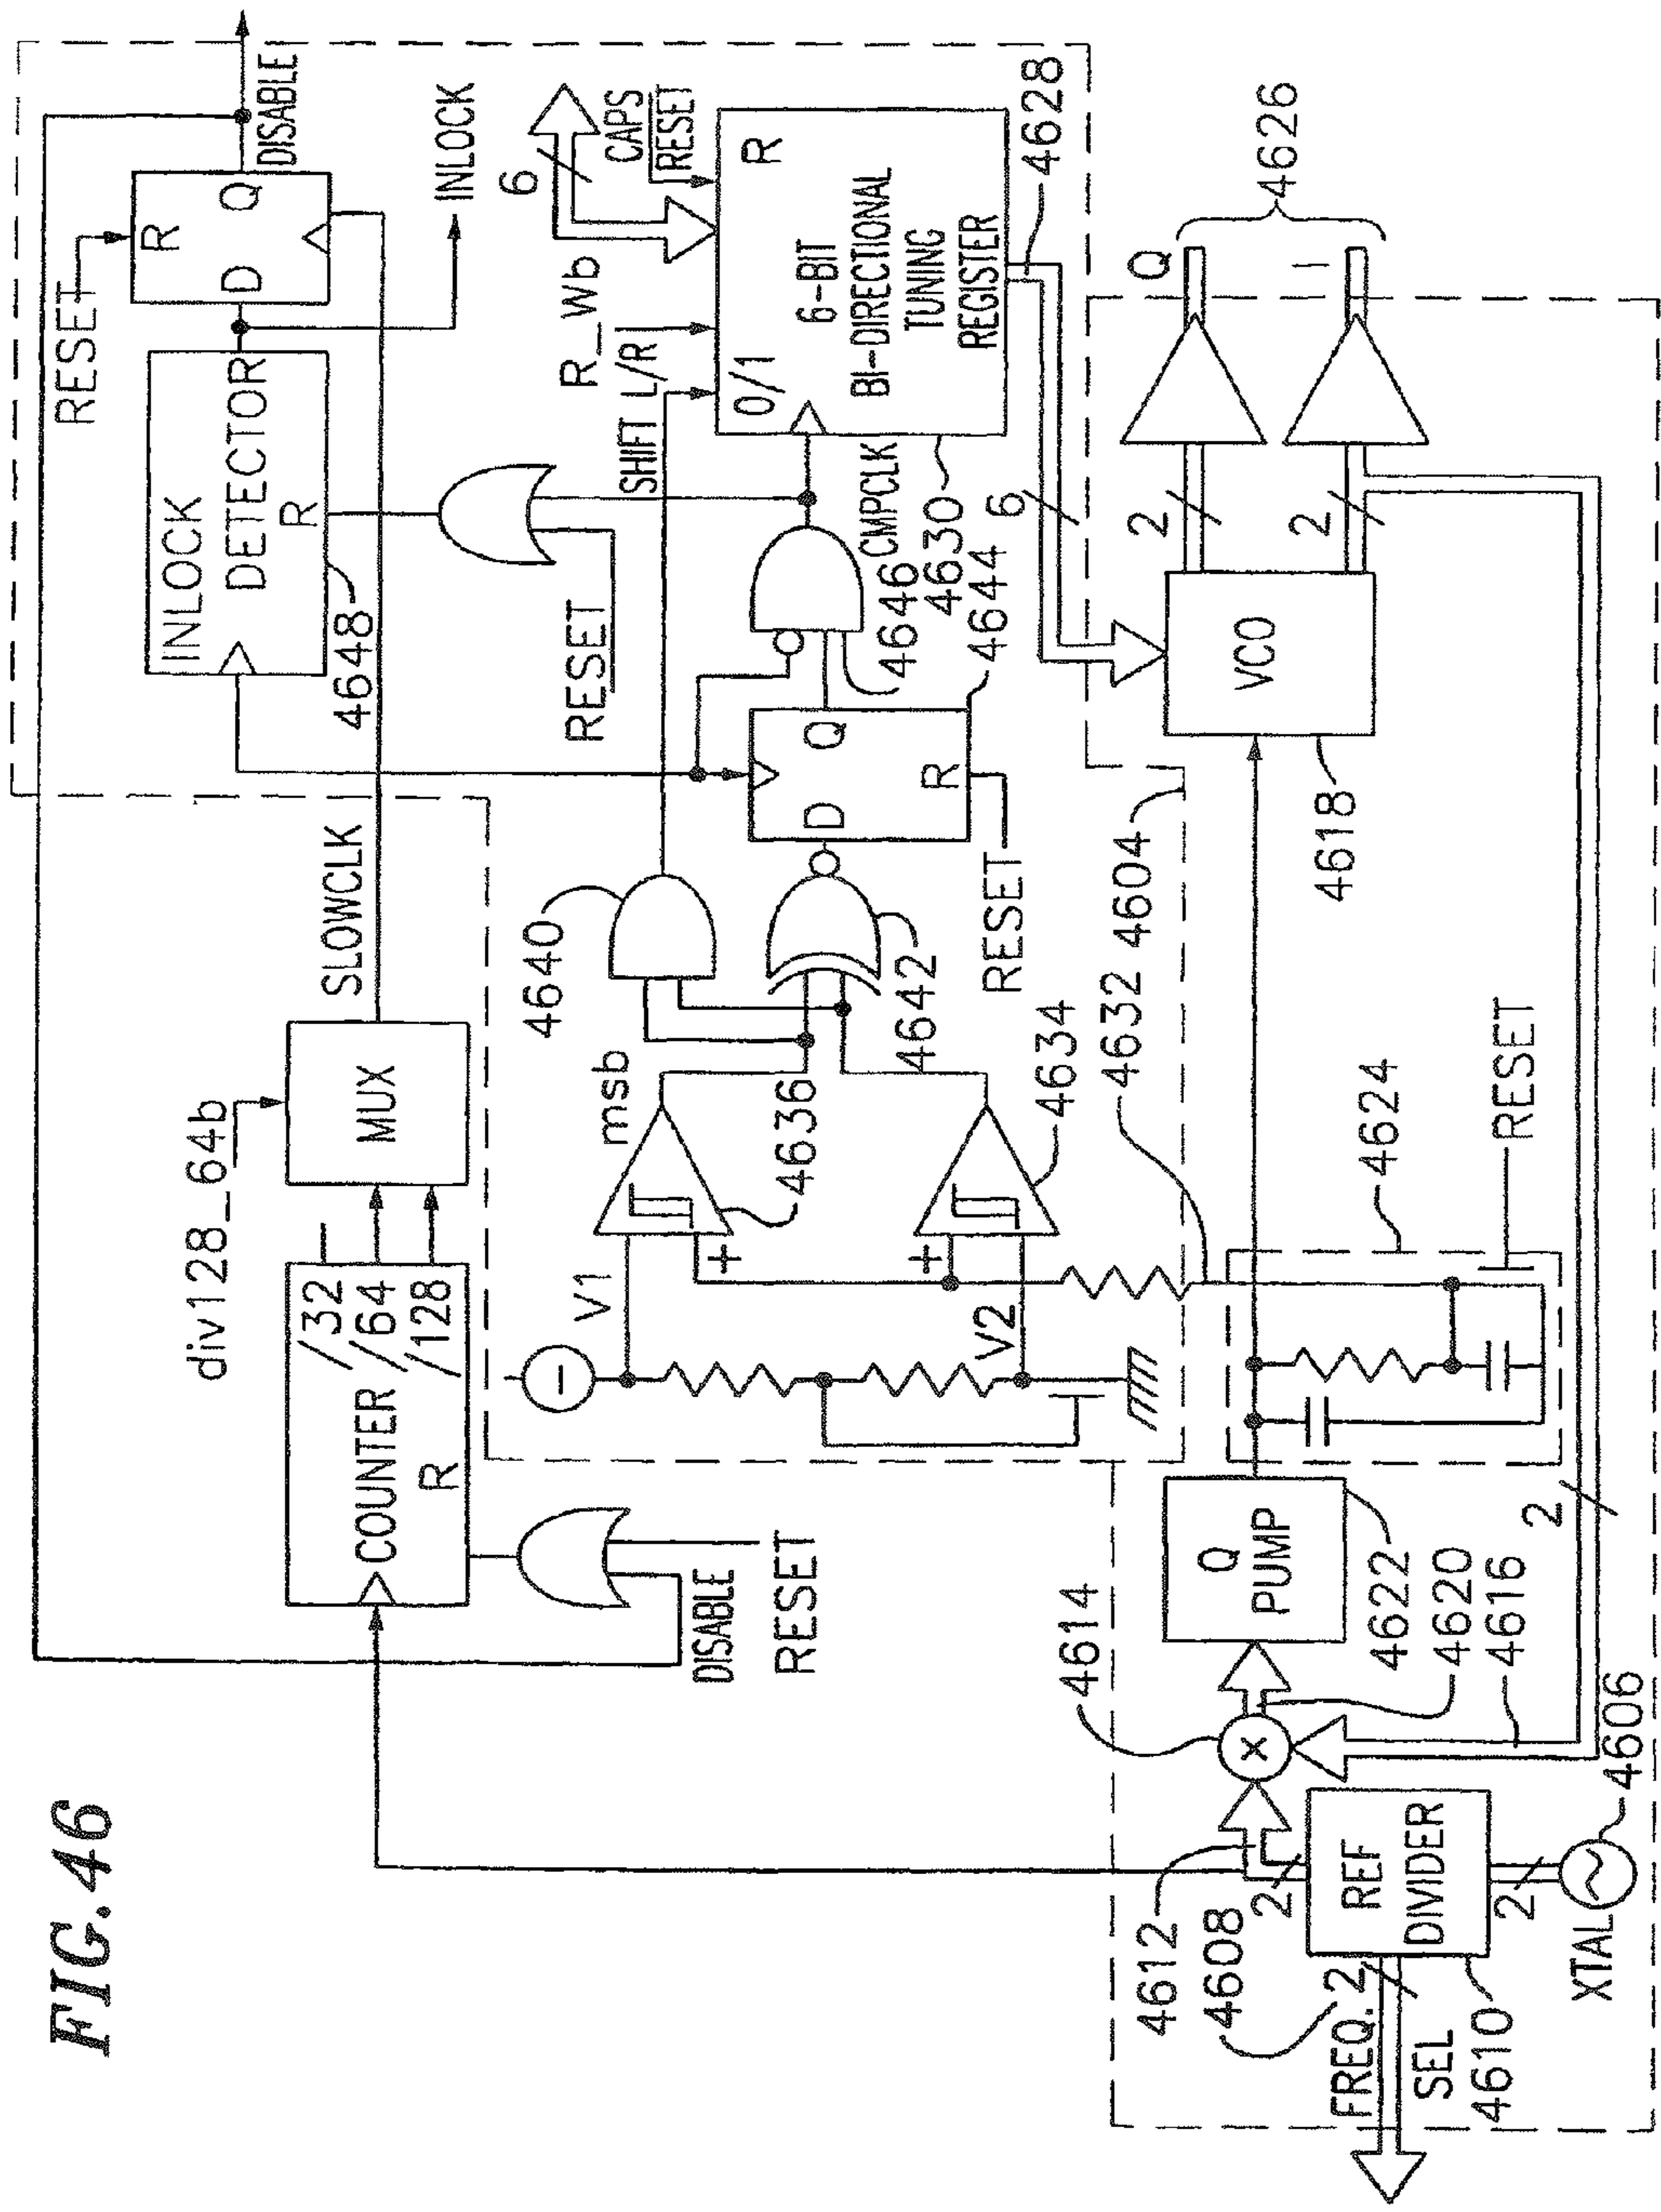 FIG. 46
RESET
R
D
Q
DISABLE
INLOCK
DETECTOR
R
4648
INLOCK
div128_64b
SLOWCLK
MUX
/32
COUNTER /64
/128
R
DISABLE
RESET
RESET
SHIFT L/R
R_Wb
6
CAPS
RESET
0/1
R
6-BIT
BI-DIRECTIONAL
TUNING
REGISTER
CMPCLK
4646
4630
4644
6
4628
4640
msb
V1
+
4636
4642
D
Q
R
RESET
+
V2
4634
4632
4604
4614
Q
PUMP
4622
4620
4616
4624
RESET
VCO
4618
2
2
Q
I
4626
2
4612
4608
2
FREQ.
2
SEL
4610
REF
DIVIDER
2
XTAL
4606
X